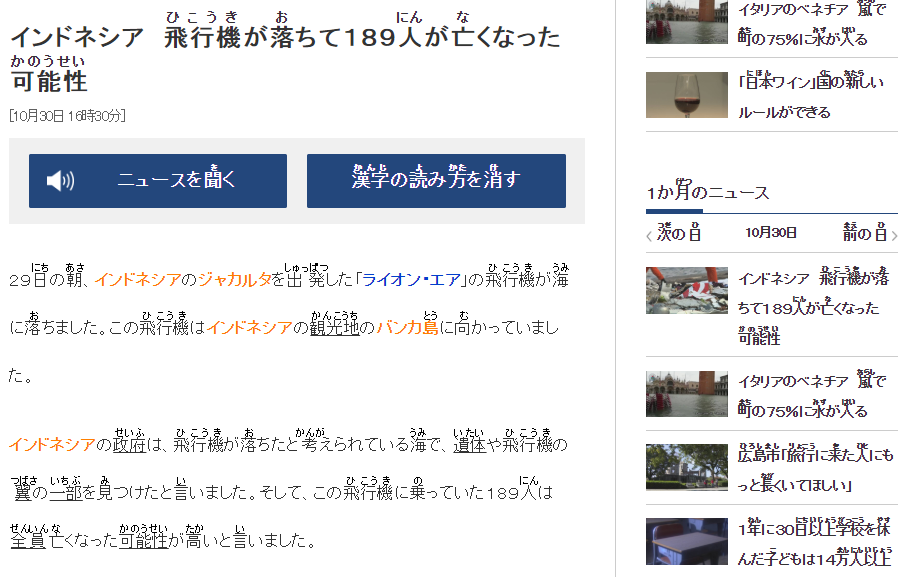 インドネシア　飛行機が落ちて189人が亡くなった
可能性
[10月30日 16時30分]
ニュースを聞く
漢字の読み方を消す
29日の朝、インドネシアのジャカルタを出発した「ライオン・エア」の飛行機が海
に落ちました。この飛行機はインドネシアの観光地のバンカ島に向かっていまし
た。
インドネシアの政府は、飛行機が落ちたと考えられている海で、遺体や飛行機の
翼の一部を見つけたと言いました。そして、この飛行機に乗っていた189人は
全員亡くなった可能性が高いと言いました。
イタリアのベネチア　嵐で
町の75%に水が入る
「日本ワイン」国の新しい
ルールができる
1か月のニュース
次の日
10月30日
前の日
インドネシア　飛行機が落
ちて189人が亡くなった
可能性
イタリアのベネチア　嵐で
町の75%に水が入る
広島市「旅行に来た人にも
っと長くいてほしい」
1年に30日以上学校を休
んだ子どもは14万人以上